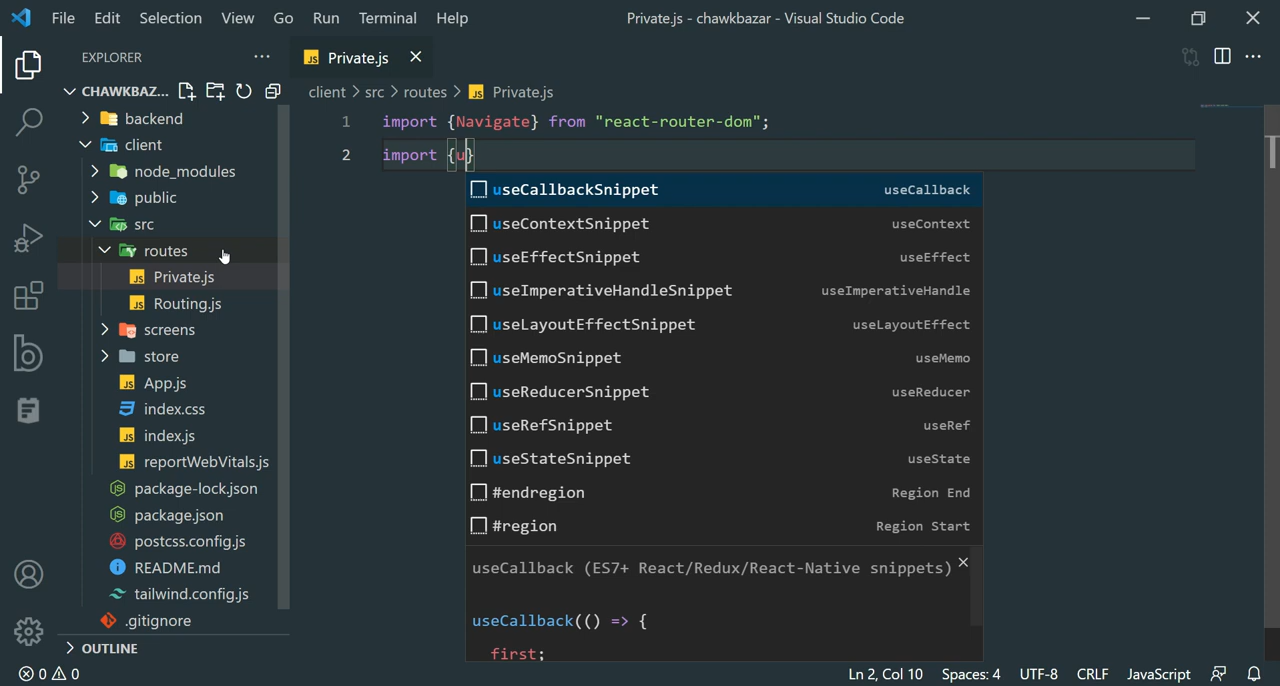 File Edit Selection View Go Run Terminal Help
Private.js - chawkbazar - Visual Studio Code
EXPLORER
CHAWKBAZ...
backend
client
node_modules
public
src
routes
Private.js
Routing.js
screens
store
App.js
index.css
index.js
reportWebVitals.js
package-lock.json
package.json
postcss.config.js
README.md
tailwind.config.js
.gitignore
OUTLINE
Private.js
client > src > routes > Private.js
1 import {Navigate} from "react-router-dom";
2 import {u}
useCallbackSnippet useCallback
useContextSnippet useContext
useEffectSnippet useEffect
useImperativeHandleSnippet useImperativeHandle
useLayoutEffectSnippet useLayoutEffect
useMemoSnippet useMemo
useReducerSnippet useReducer
useRefSnippet useRef
useStateSnippet useState
#endregion Region End
#region Region Start
useCallback (ES7+ React/Redux/React-Native snippets)
useCallback(() => {
first;
0 0
Ln 2, Col 10 Spaces: 4 UTF-8 CRLF JavaScript